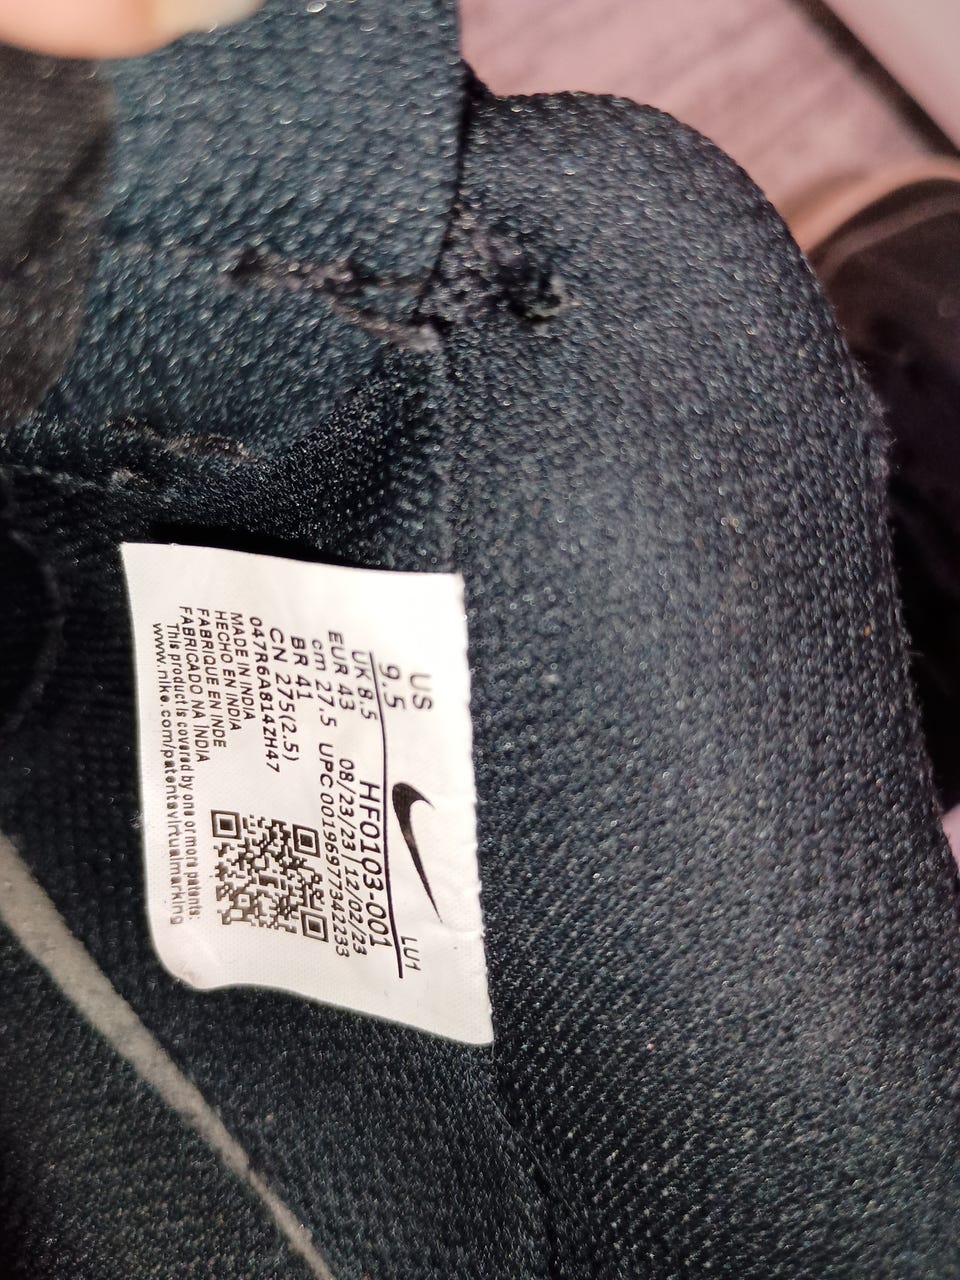 US
9.5
LU1
UK 8.5 HF0103-001
EUR 43 08/23/23 12/02/23
cm 27.5 UPC 00196977342233
BR 41
CN 275(2.5)
047R6A814ZH47
MADE IN INDIA
HECHO EN INDIA
FABRIQUE EN INDE
FABRICADO NA INDIA
This product is covered by one or more patents:
www.nike.com/patentsvirtualmarking